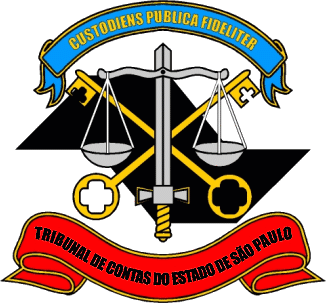 CUSTODIENS PUBLICA FIDELITER
TRIBUNAL DE CONTAS DO ESTADO DE SÃO PAULO